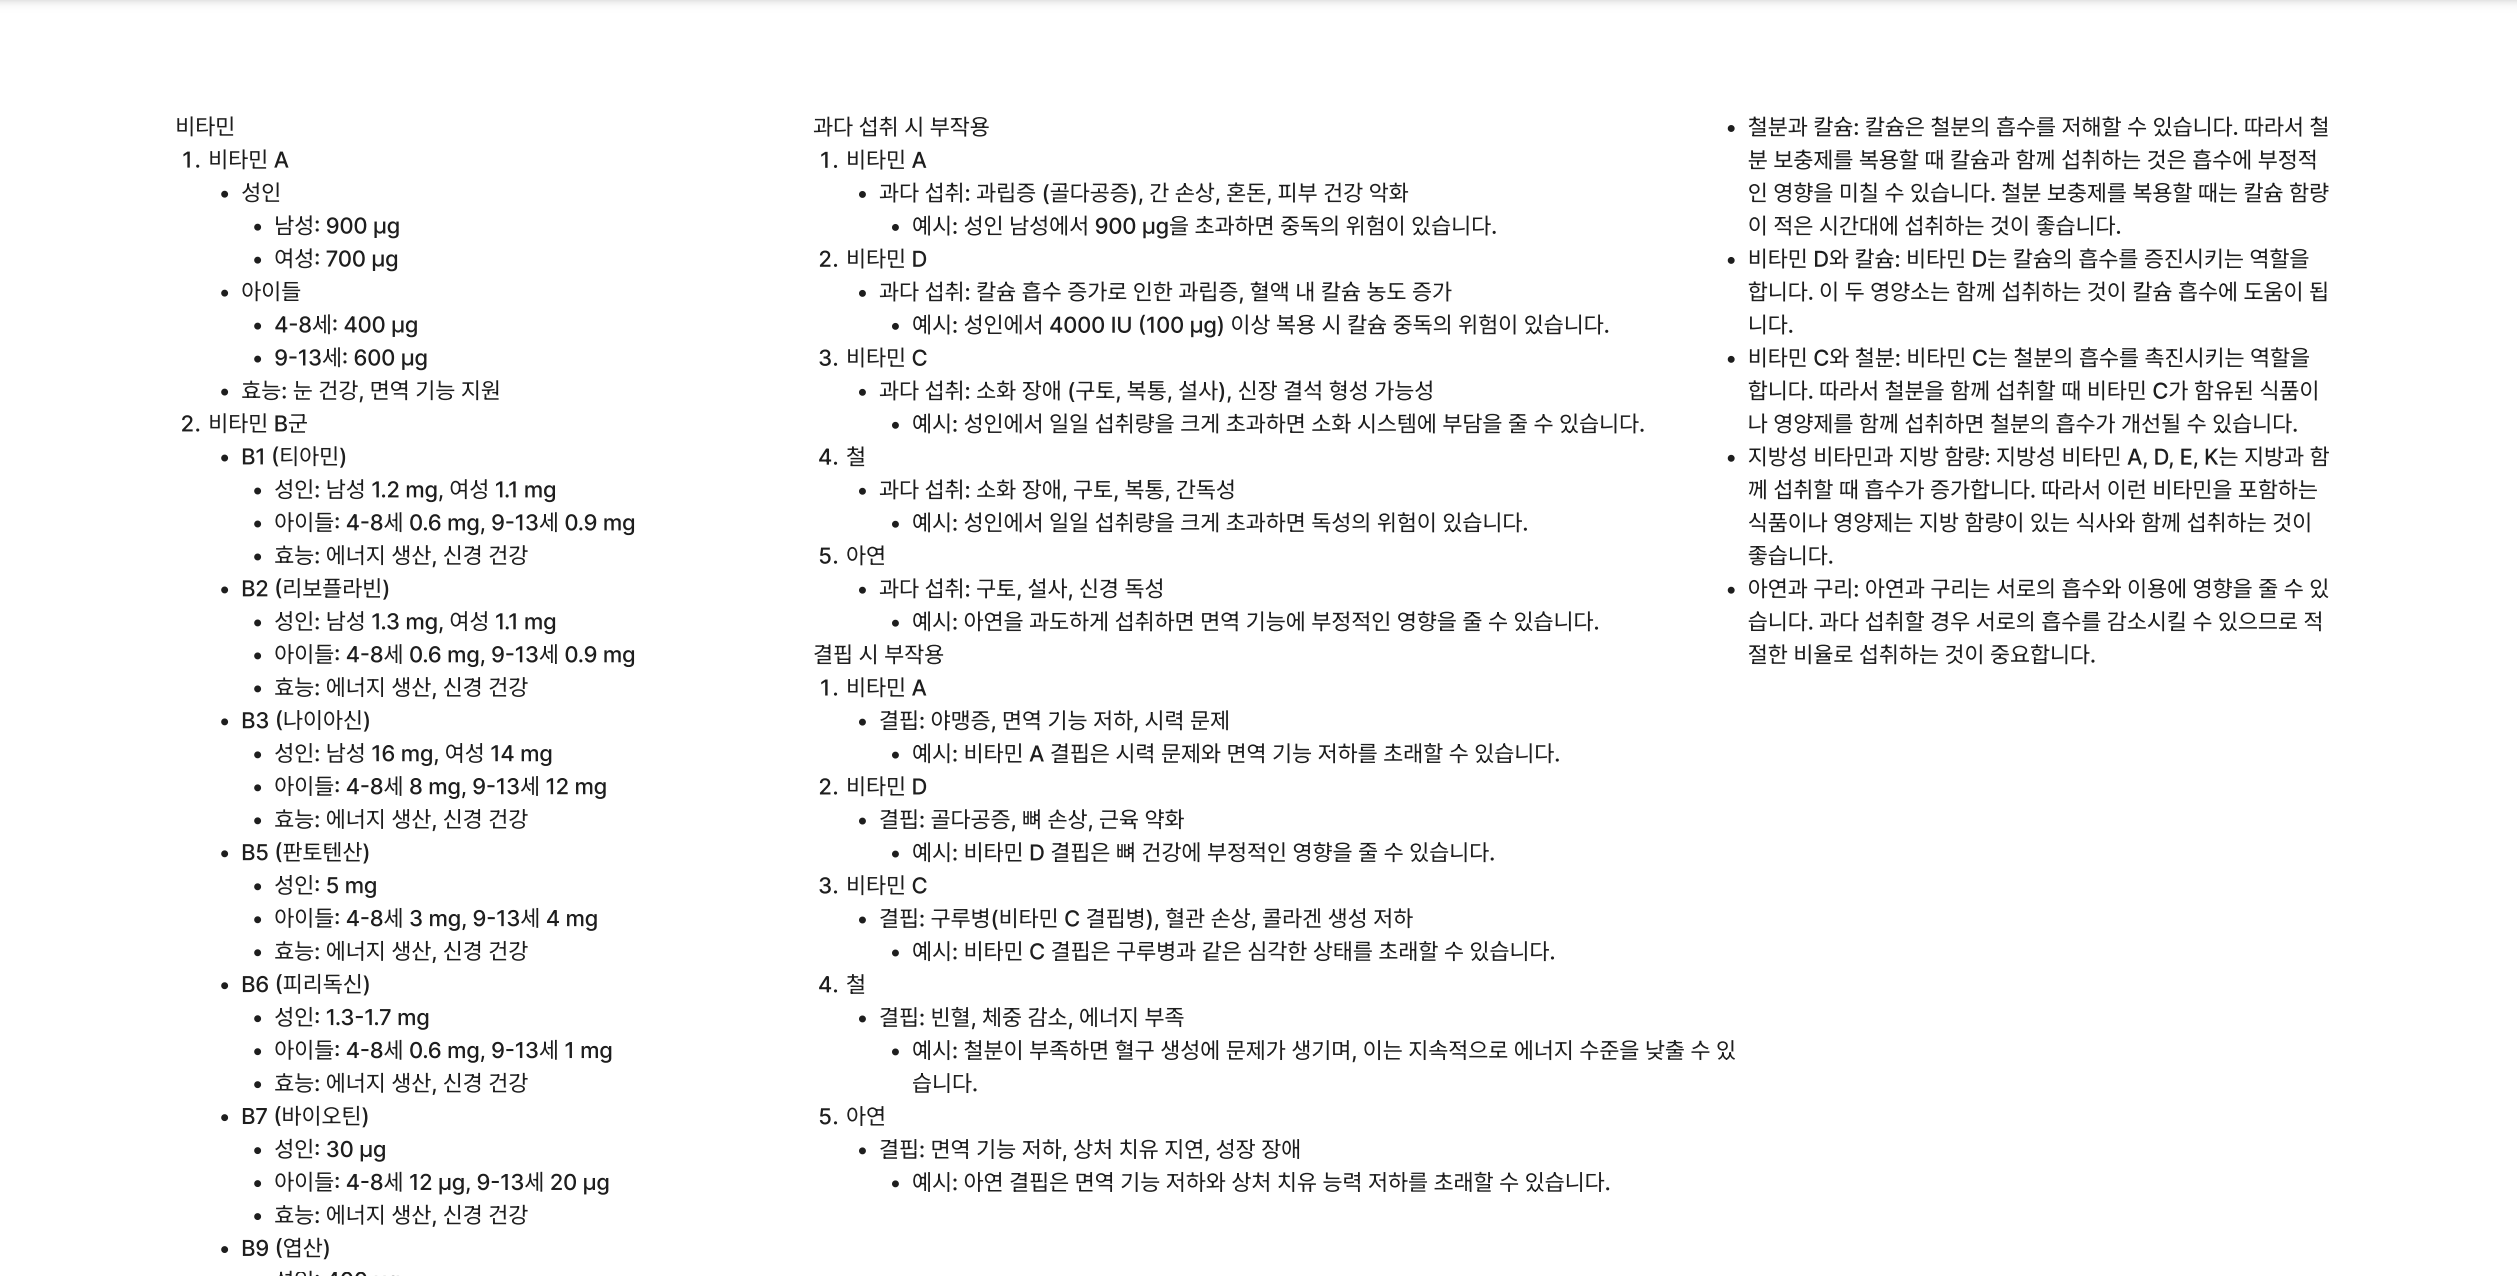 비타민
1. 비타민 A
• 성인
• 남성: 900 µg
• 여성: 700 µg
• 아이들
• 4-8세: 400 µg
• 9-13세: 600 µg
• 효능: 눈 건강, 면역 기능 지원
2. 비타민 B군
• B1 (티아민)
• 성인: 남성 1.2 mg, 여성 1.1 mg
• 아이들: 4-8세 0.6 mg, 9-13세 0.9 mg
• 효능: 에너지 생산, 신경 건강
• B2 (리보플라빈)
• 성인: 남성 1.3 mg, 여성 1.1 mg
• 아이들: 4-8세 0.6 mg, 9-13세 0.9 mg
• 효능: 에너지 생산, 신경 건강
• B3 (나이아신)
• 성인: 남성 16 mg, 여성 14 mg
• 아이들: 4-8세 8 mg, 9-13세 12 mg
• 효능: 에너지 생산, 신경 건강
• B5 (판토텐산)
• 성인: 5 mg
• 아이들: 4-8세 3 mg, 9-13세 4 mg
• 효능: 에너지 생산, 신경 건강
• B6 (피리독신)
• 성인: 1.3-1.7 mg
• 아이들: 4-8세 0.6 mg, 9-13세 1 mg
• 효능: 에너지 생산, 신경 건강
• B7 (바이오틴)
• 성인: 30 µg
• 아이들: 4-8세 12 µg, 9-13세 20 µg
• 효능: 에너지 생산, 신경 건강
• B9 (엽산)
과다 섭취 시 부작용
1. 비타민 A
• 과다 섭취: 과립증 (골다공증), 간 손상, 혼돈, 피부 건강 악화
• 예시: 성인 남성에서 900 µg을 초과하면 중독의 위험이 있습니다.
2. 비타민 D
• 과다 섭취: 칼슘 흡수 증가로 인한 과립증, 혈액 내 칼슘 농도 증가
• 예시: 성인에서 4000 IU (100 µg) 이상 복용 시 칼슘 중독의 위험이 있습니다.
3. 비타민 C
• 과다 섭취: 소화 장애 (구토, 복통, 설사), 신장 결석 형성 가능성
• 예시: 성인에서 일일 섭취량을 크게 초과하면 소화 시스템에 부담을 줄 수 있습니다.
4. 철
• 과다 섭취: 소화 장애, 구토, 복통, 간독성
• 예시: 성인에서 일일 섭취량을 크게 초과하면 독성의 위험이 있습니다.
5. 아연
• 과다 섭취: 구토, 설사, 신경 독성
• 예시: 아연을 과도하게 섭취하면 면역 기능에 부정적인 영향을 줄 수 있습니다.
결핍 시 부작용
1. 비타민 A
• 결핍: 야맹증, 면역 기능 저하, 시력 문제
• 예시: 비타민 A 결핍은 시력 문제와 면역 기능 저하를 초래할 수 있습니다.
2. 비타민 D
• 결핍: 골다공증, 뼈 손상, 근육 약화
• 예시: 비타민 D 결핍은 뼈 건강에 부정적인 영향을 줄 수 있습니다.
3. 비타민 C
• 결핍: 구루병(비타민 C 결핍병), 혈관 손상, 콜라겐 생성 저하
• 예시: 비타민 C 결핍은 구루병과 같은 심각한 상태를 초래할 수 있습니다.
4. 철
• 결핍: 빈혈, 체중 감소, 에너지 부족
• 예시: 철분이 부족하면 혈구 생성에 문제가 생기며, 이는 지속적으로 에너지 수준을 낮출 수 있
습니다.
5. 아연
• 결핍: 면역 기능 저하, 상처 치유 지연, 성장 장애
• 예시: 아연 결핍은 면역 기능 저하와 상처 치유 능력 저하를 초래할 수 있습니다.
• 철분과 칼슘: 칼슘은 철분의 흡수를 저해할 수 있습니다. 따라서 철
분 보충제를 복용할 때 칼슘과 함께 섭취하는 것은 흡수에 부정적
인 영향을 미칠 수 있습니다. 철분 보충제를 복용할 때는 칼슘 함량
이 적은 시간대에 섭취하는 것이 좋습니다.
• 비타민 D와 칼슘: 비타민 D는 칼슘의 흡수를 증진시키는 역할을
합니다. 이 두 영양소는 함께 섭취하는 것이 칼슘 흡수에 도움이 됩
니다.
• 비타민 C와 철분: 비타민 C는 철분의 흡수를 촉진시키는 역할을
합니다. 따라서 철분을 함께 섭취할 때 비타민 C가 함유된 식품이
나 영양제를 함께 섭취하면 철분의 흡수가 개선될 수 있습니다.
• 지방성 비타민과 지방 함량: 지방성 비타민 A, D, E, K는 지방과 함
께 섭취할 때 흡수가 증가합니다. 따라서 이런 비타민을 포함하는
식품이나 영양제는 지방 함량이 있는 식사와 함께 섭취하는 것이
좋습니다.
• 아연과 구리: 아연과 구리는 서로의 흡수와 이용에 영향을 줄 수 있
습니다. 과다 섭취할 경우 서로의 흡수를 감소시킬 수 있으므로 적
절한 비율로 섭취하는 것이 중요합니다.